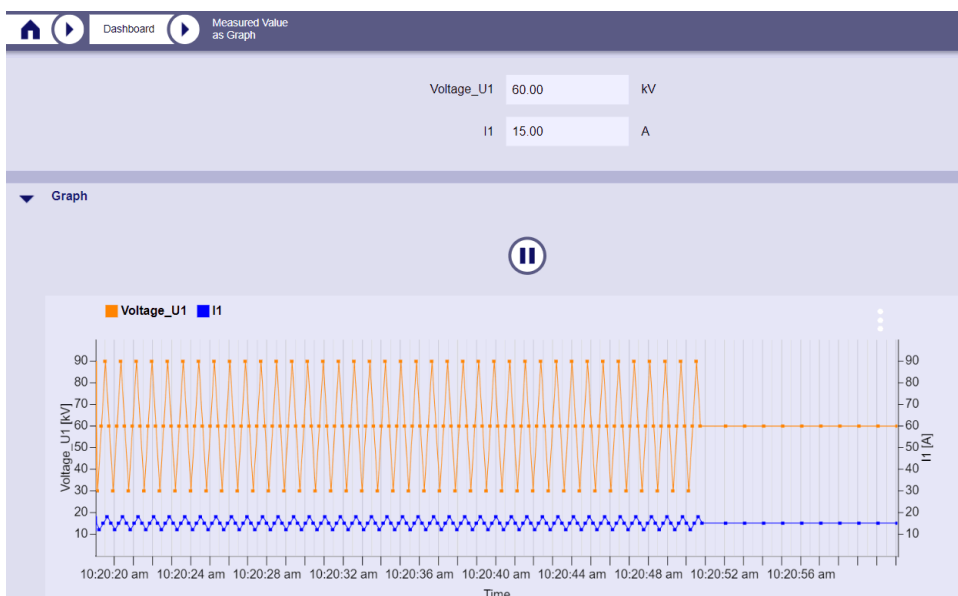 Dashboard
Measured Value
as Graph
Voltage_U1 60.00 kV
I1 15.00 A
Graph
Voltage_U1 I1
Voltage_U1 [kV]
90
80
70
60
50
40
30
20
10
90
80
70
60
50
40
30
20
10
I1 [A]
10:20:20 am 10:20:24 am 10:20:28 am 10:20:32 am 10:20:36 am 10:20:40 am 10:20:44 am 10:20:48 am 10:20:52 am 10:20:56 am
Time